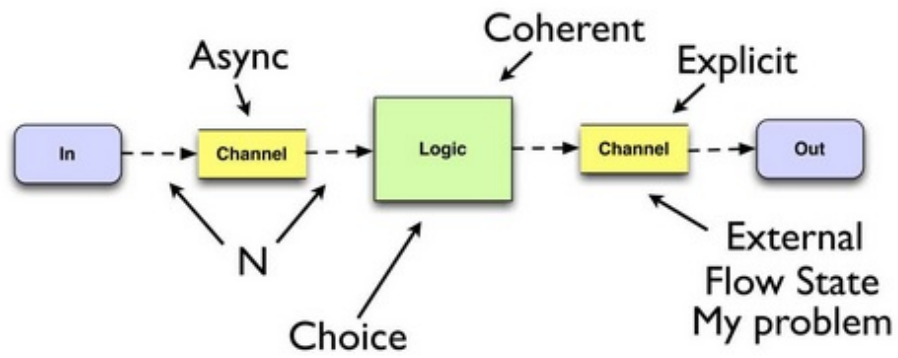 Coherent
Async
Explicit
In
Channel
Logic
Channel
Out
N
External
Flow State
My problem
Choice